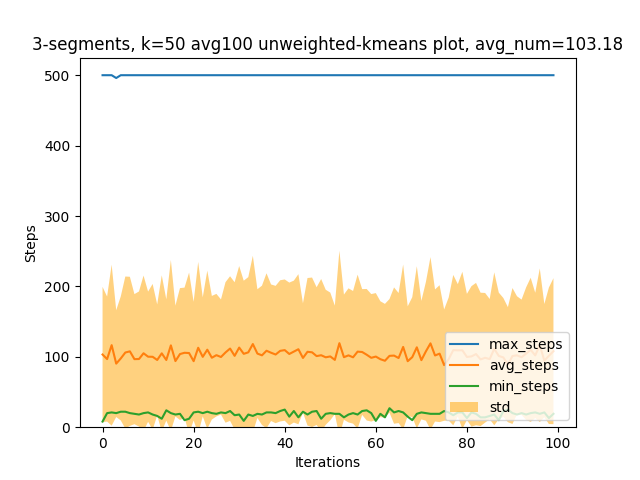 3-segments, k=50 avg100 unweighted-kmeans plot, avg_num=103.18
500
400
300
200
100
0
Steps
max_steps
avg_steps
min_steps
std
0 20 40 60 80 100
Iterations